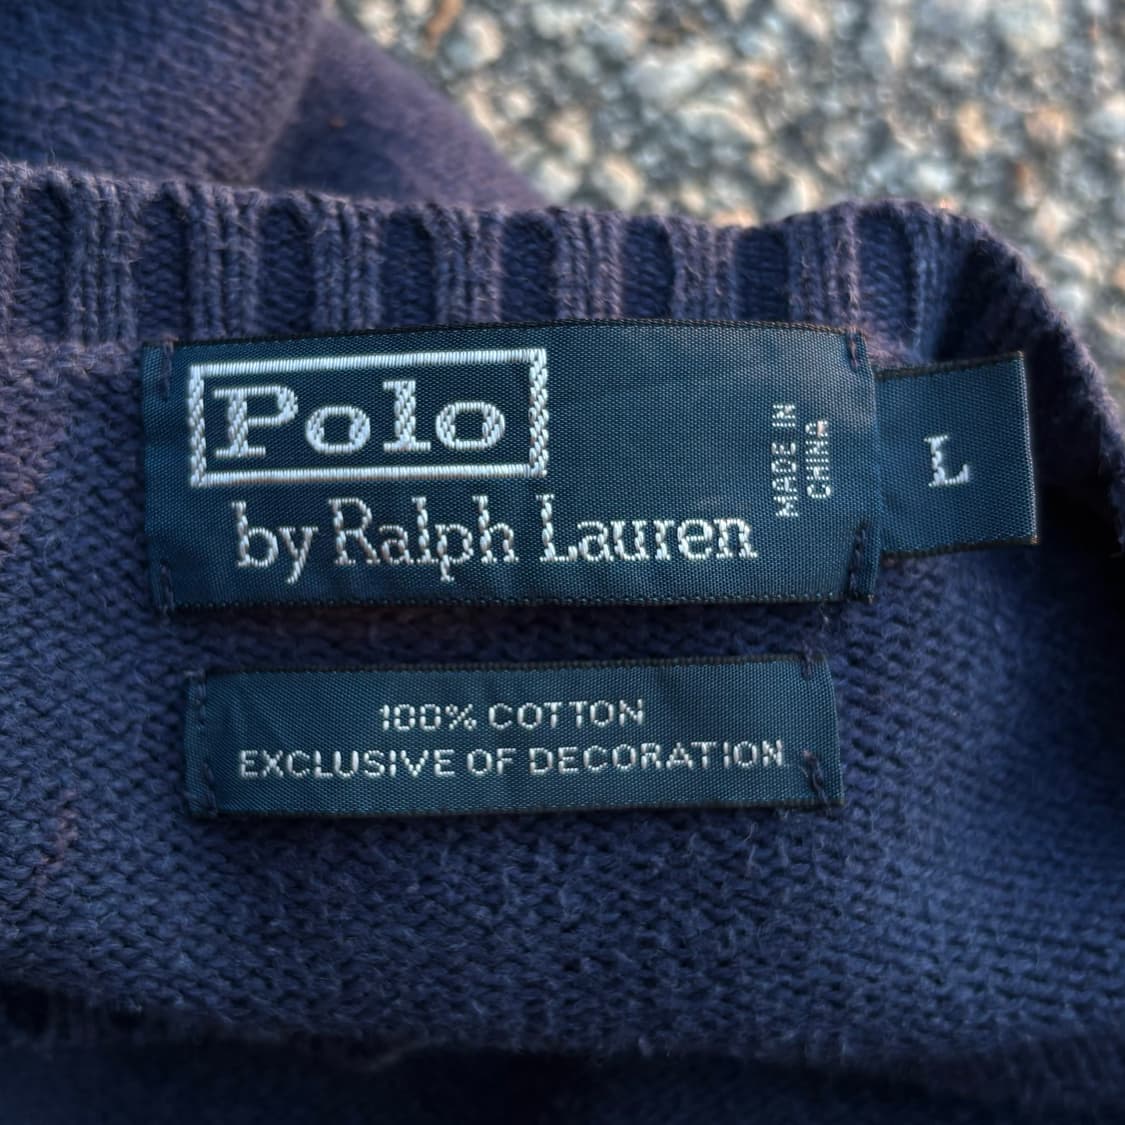 Polo
by Ralph Lauren
MADE IN
CHINA
L
100% COTTON
EXCLUSIVE OF DECORATION